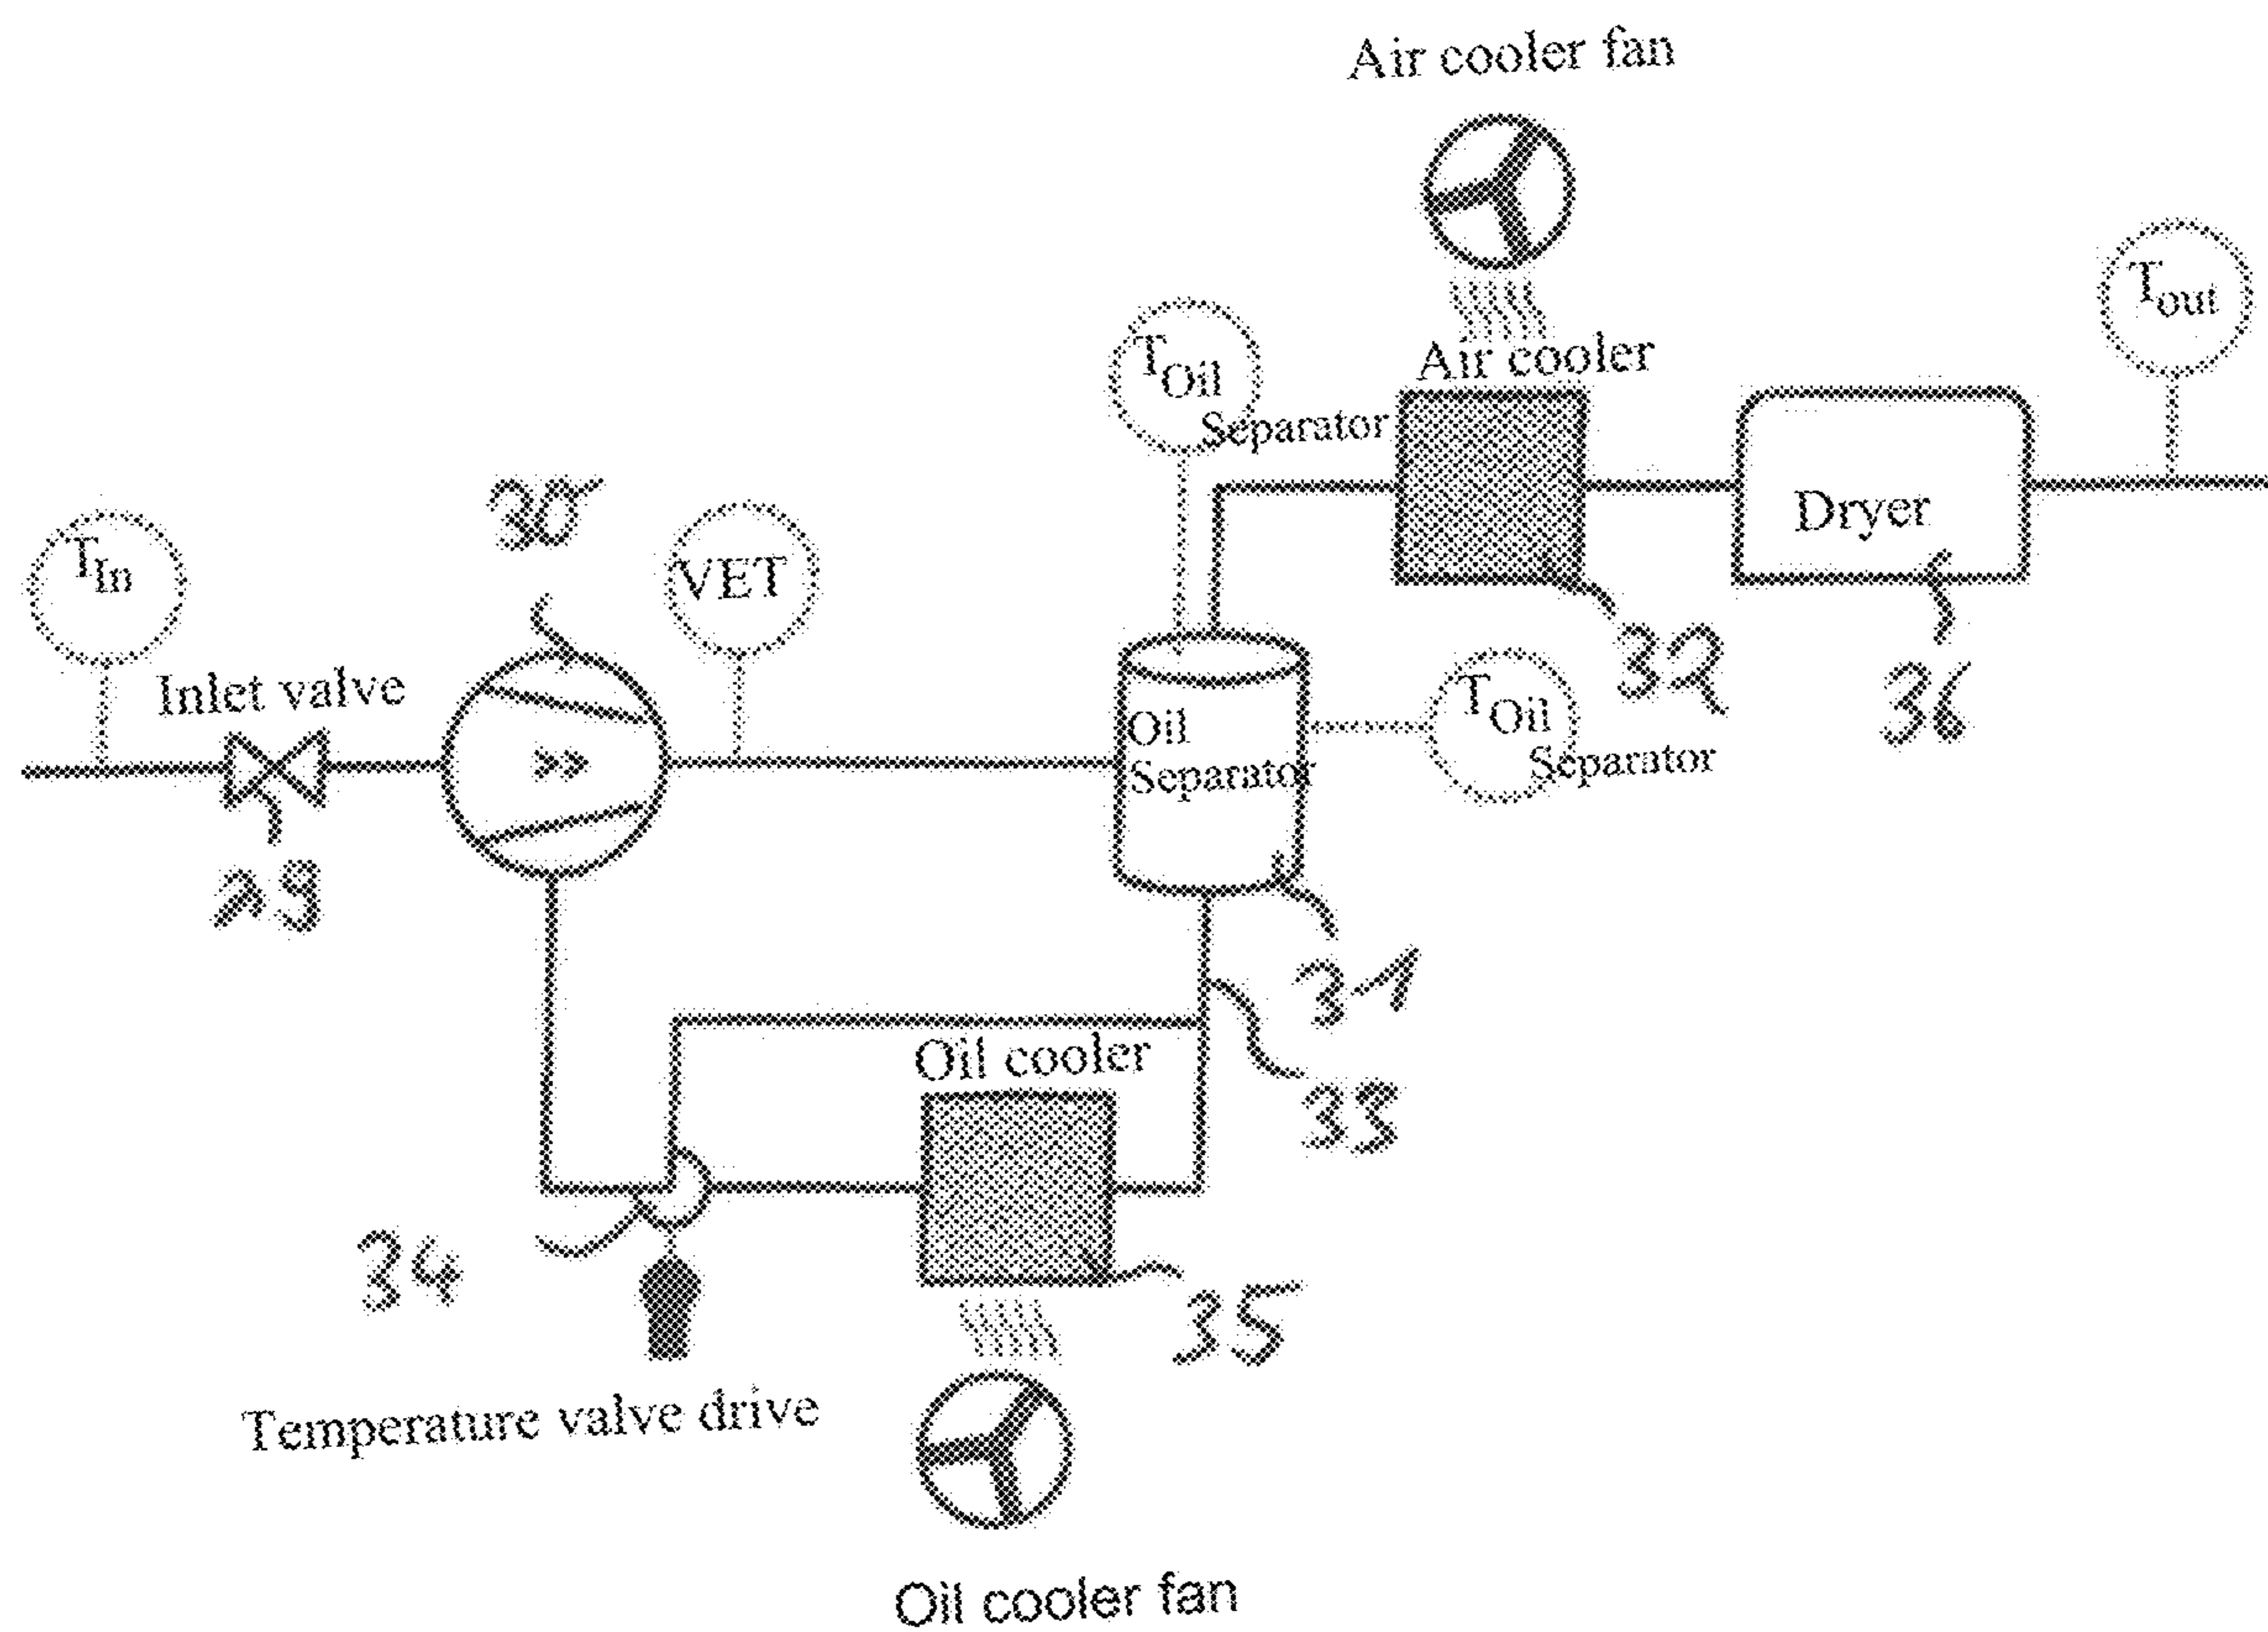 Air cooler fan
T_out
T_Oil Separator
Air cooler
Dryer
30
T_In
VET
32
36
Inlet valve
T_Oil Separator
Oil
Separator
»
29
31
Oil cooler
33
34
35
Temperature valve drive
Oil cooler fan